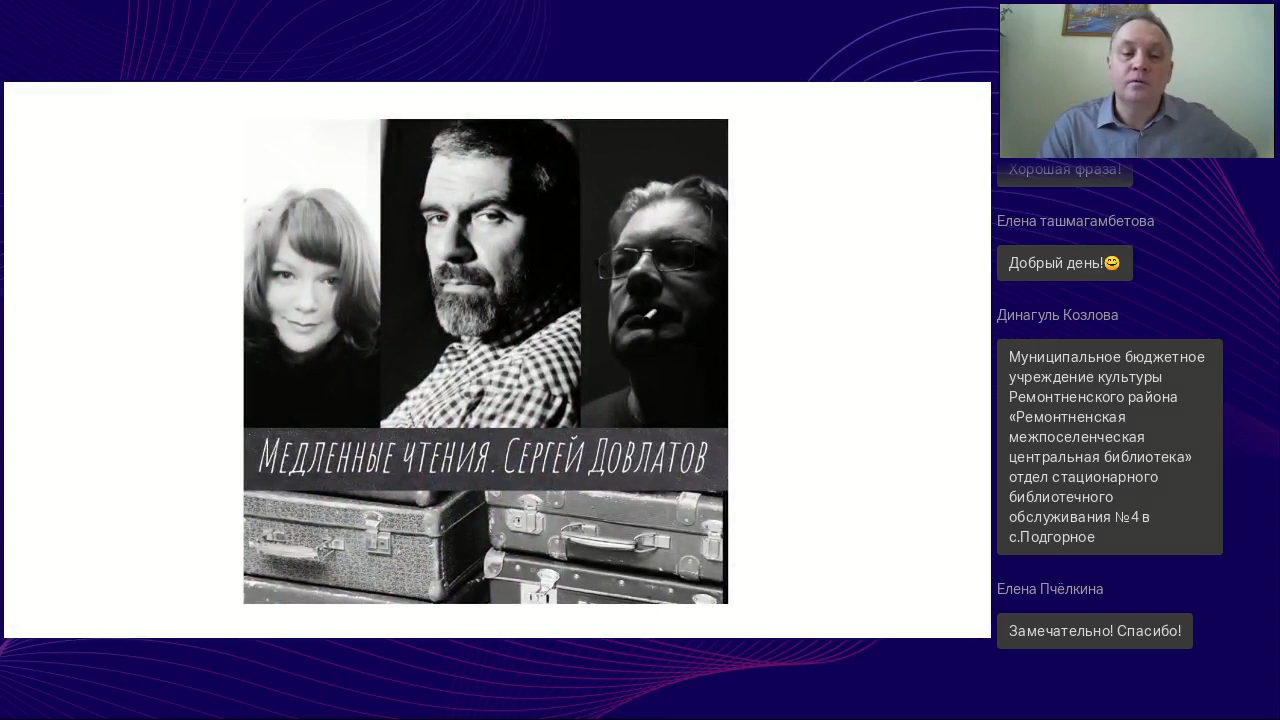 Медленные чтения. Сергей Довлатов
Хорошая фраза!
Елена ташмагамбетова
Добрый день!😄
Динагуль Козлова
Муниципальное бюджетное
учреждение культуры
Ремонтненского района
«Ремонтненская
межпоселенческая
центральная библиотека»
отдел стационарного
библиотечного
обслуживания №4 в
с.Подгорное
Елена Пчёлкина
Замечательно! Спасибо!